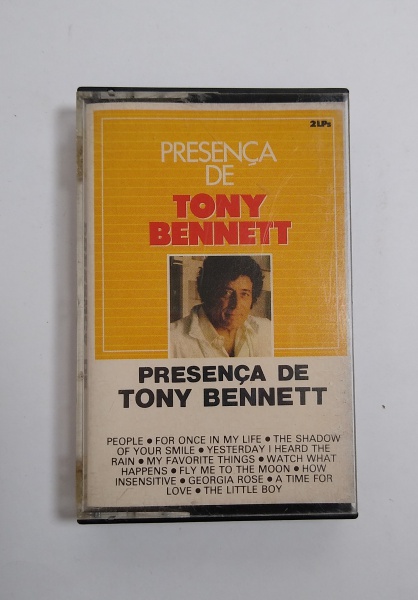 2LPs
PRESENÇA
DE
TONY
BENNETT
PRESENÇA DE
TONY BENNETT
PEOPLE • FOR ONCE IN MY LIFE • THE SHADOW
OF YOUR SMILE • YESTERDAY I HEARD THE
RAIN • MY FAVORITE THINGS • WATCH WHAT
HAPPENS • FLY ME TO THE MOON • HOW
INSENSITIVE • GEORGIA ROSE • A TIME FOR
LOVE • THE LITTLE BOY